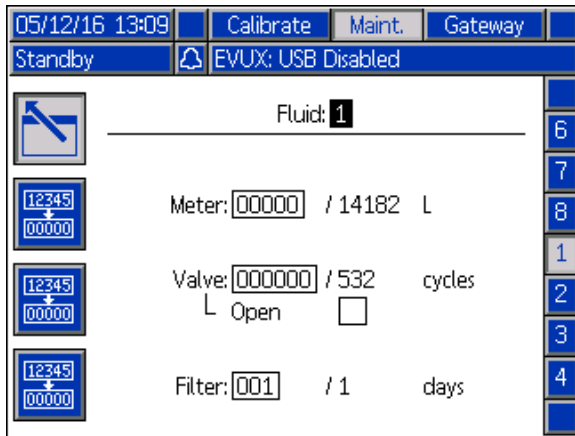 05/12/16 13:09 Calibrate Maint. Gateway
Standby EVUX: USB Disabled
Fluid: 1
6
7
12345
00000
Meter: 00000 / 14182 L
8
1
12345
00000
Valve: 000000 / 532 cycles
Open
2
3
12345
00000
Filter: 001 / 1 days
4